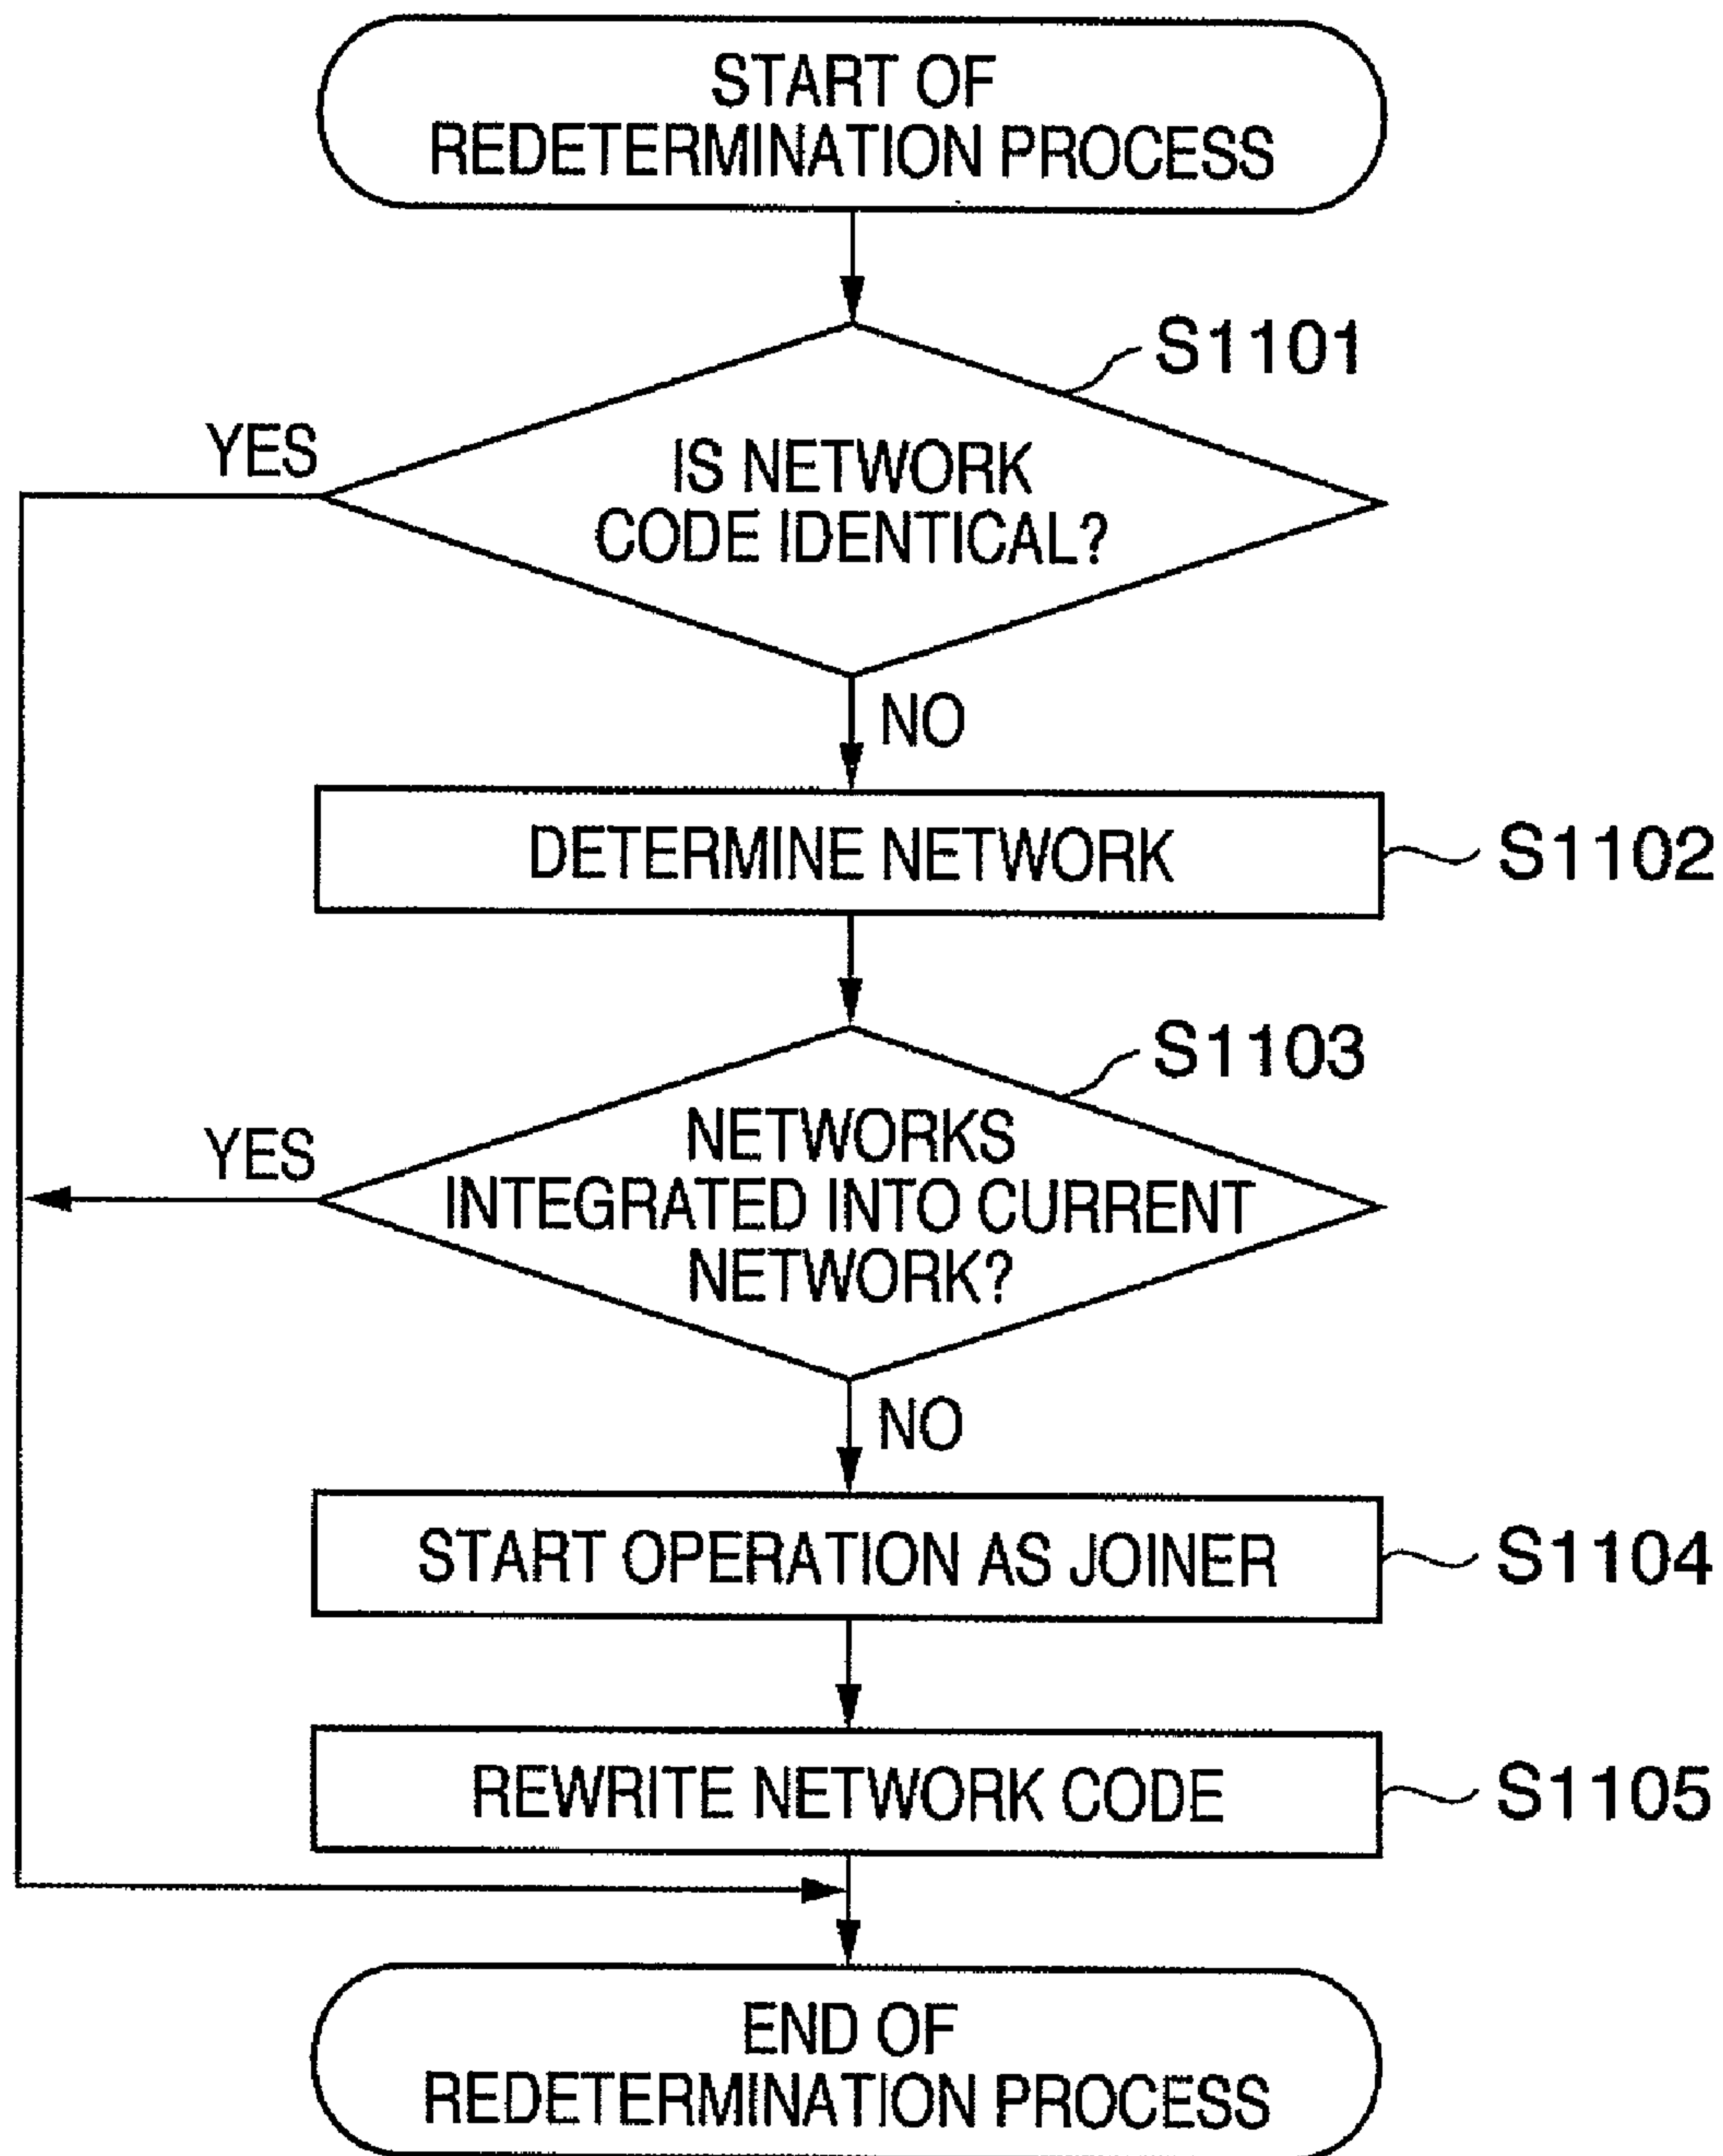 START OF
REDETERMINATION PROCESS
S1101
YES
IS NETWORK
CODE IDENTICAL?
NO
DETERMINE NETWORK
S1102
S1103
YES
NETWORKS
INTEGRATED INTO CURRENT
NETWORK?
NO
START OPERATION AS JOINER
S1104
REWRITE NETWORK CODE
S1105
END OF
REDETERMINATION PROCESS